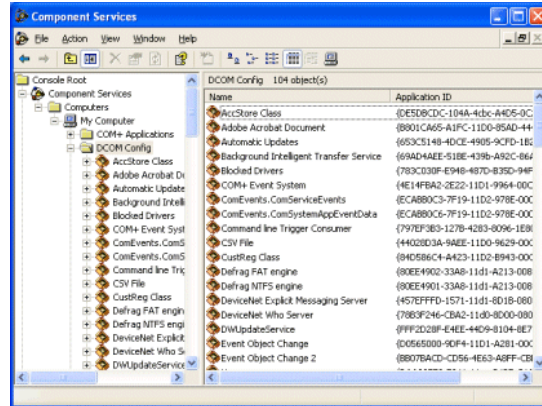 Component Services
File Action View Window Help
Console Root
Component Services
Computers
My Computer
COM+ Applications
DCOM Config
AccStore Class
Adobe Acrobat Do
Automatic Update
Background Intelli
Blocked Drivers
COM+ Event Syst
ComEvents.ComS
ComEvents.ComS
Command line Trig
CSV File
CustReg Class
Defrag FAT engine
Defrag NTFS engi
DeviceNet Explicit
DeviceNet Who Se
DWUpdateService
DCOM Config 104 object(s)
Name Application ID
AccStore Class {DE5DBCDC-104A-4cbc-A4D5-0C
Adobe Acrobat Document {B801CA65-A1FC-11D0-85AD-44
Automatic Updates {653C5148-4DCE-4905-9CFD-1B2
Background Intelligent Transfer Service {69AD4AEE-51BE-439b-A92C-86A
Blocked Drivers {783C030F-E948-487D-B35D-94F
COM+ Event System {4E14FBA2-2E22-11D1-9964-00C
ComEvents.ComServiceEvents {ECABB0C3-7F19-11D2-978E-00C
ComEvents.ComSystemAppEventData {ECABB0C6-7F19-11D2-978E-00C
Command line Trigger Consumer {797EF3B3-127B-4283-8096-1E8
CSV File {44028D3A-9AEE-11D0-9629-00C
CustReg Class {84D586C4-A423-11D2-B943-00C
Defrag FAT engine {80EE4902-33A8-11d1-A213-008
Defrag NTFS engine {80EE4901-33A8-11d1-A213-008
DeviceNet Explicit Messaging Server {457EFFFD-1571-11d1-8D1B-080
DeviceNet Who Server {78B3F246-CBA2-11d0-8D00-080
DWUpdateService {FFF2D28F-E4EE-44D9-8104-8E7
Event Object Change {D0565000-9DF4-11D1-A281-00C
Event Object Change 2 {BB07BACD-CD56-4E63-A8FF-CBF